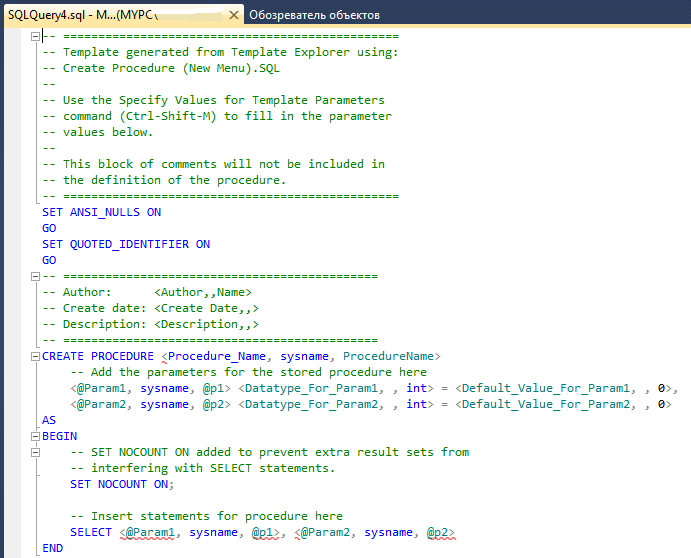 SQLQuery4.sql - M...(MYPC\ Обозреватель объектов
-- ================================================
-- Template generated from Template Explorer using:
-- Create Procedure (New Menu).SQL
--
-- Use the Specify Values for Template Parameters
-- command (Ctrl-Shift-M) to fill in the parameter
-- values below.
--
-- This block of comments will not be included in
-- the definition of the procedure.
-- ================================================
SET ANSI_NULLS ON
GO
SET QUOTED_IDENTIFIER ON
GO
-- =============================================
-- Author:      <Author,,Name>
-- Create date: <Create Date,,>
-- Description: <Description,,>
-- =============================================
CREATE PROCEDURE <Procedure_Name, sysname, ProcedureName>
    -- Add the parameters for the stored procedure here
    <@Param1, sysname, @p1> <Datatype_For_Param1, , int> = <Default_Value_For_Param1, , 0>,
    <@Param2, sysname, @p2> <Datatype_For_Param2, , int> = <Default_Value_For_Param2, , 0>
AS
BEGIN
    -- SET NOCOUNT ON added to prevent extra result sets from
    -- interfering with SELECT statements.
    SET NOCOUNT ON;
    -- Insert statements for procedure here
    SELECT <@Param1, sysname, @p1>, <@Param2, sysname, @p2>
END